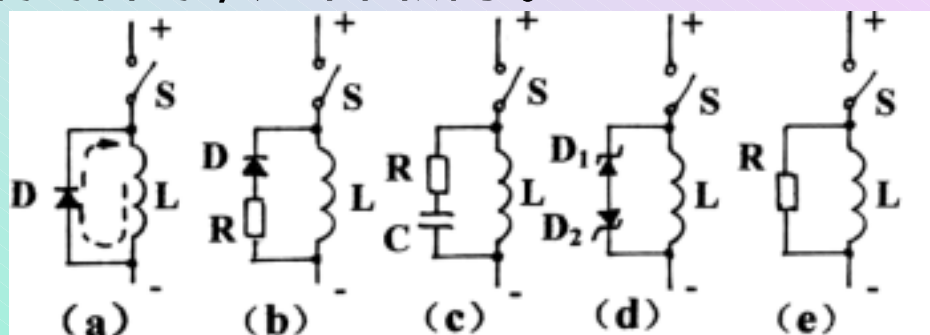 + + + + +
S S S S S
D L D R L R C L D₁ D₂ L R L
- - - - -
(a) (b) (c) (d) (e)